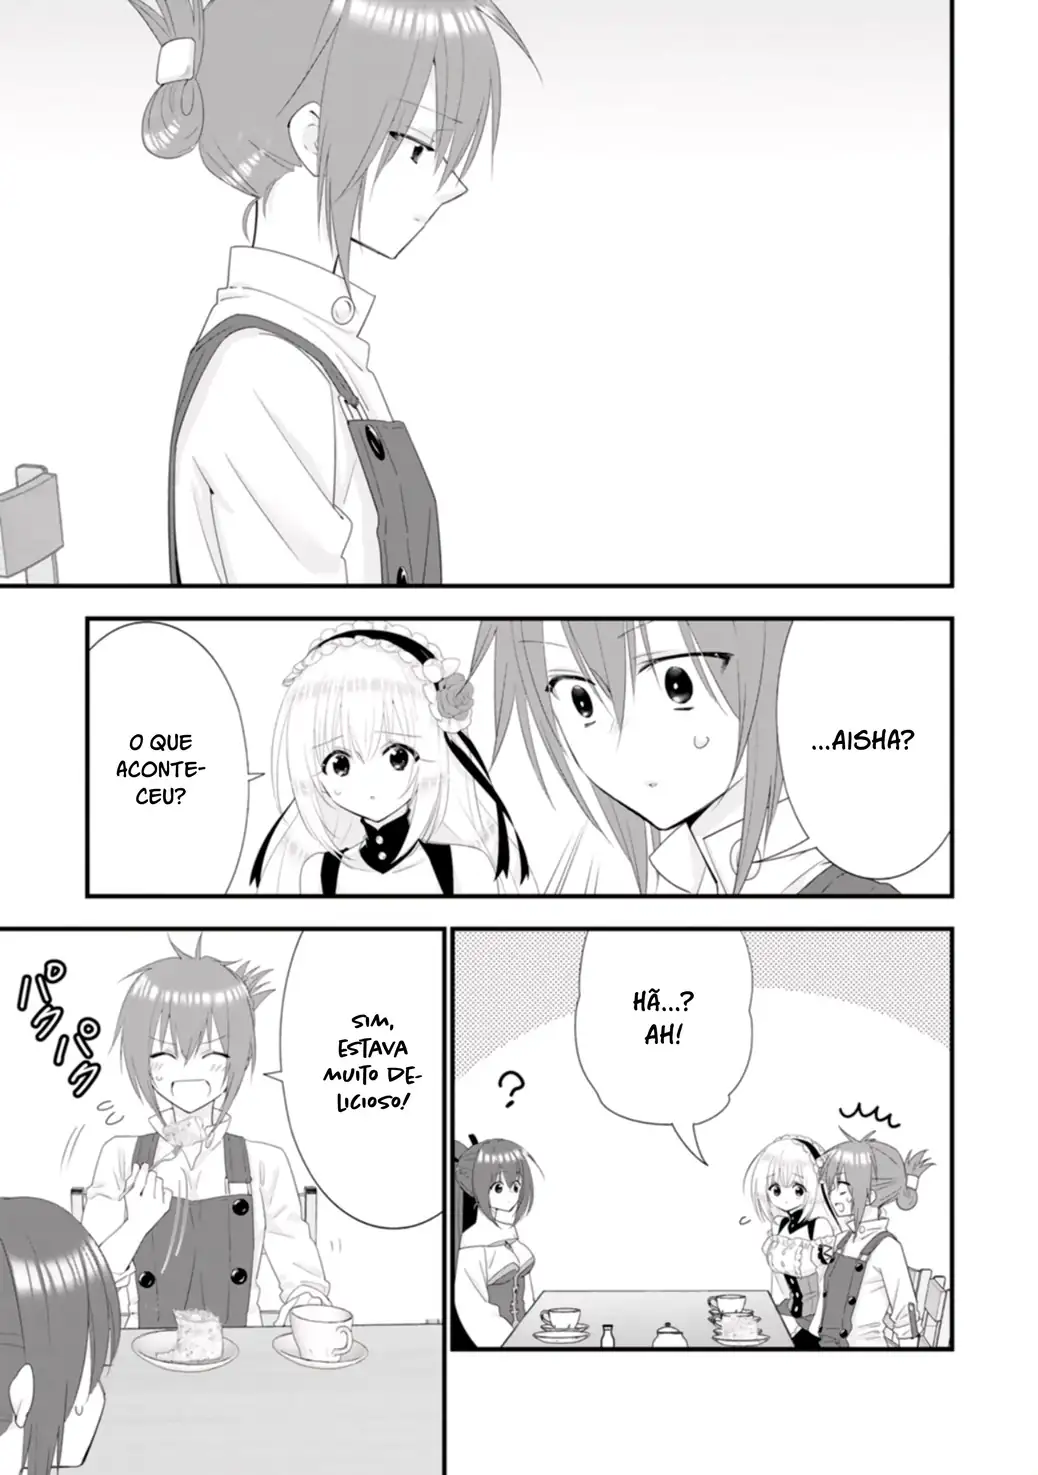 ...AISHA?
O QUE
ACONTE-
CEU?
HÃ...?
AH!
?
SIM,
ESTAVA
MUITO DE-
LICIOSO!
パクパク